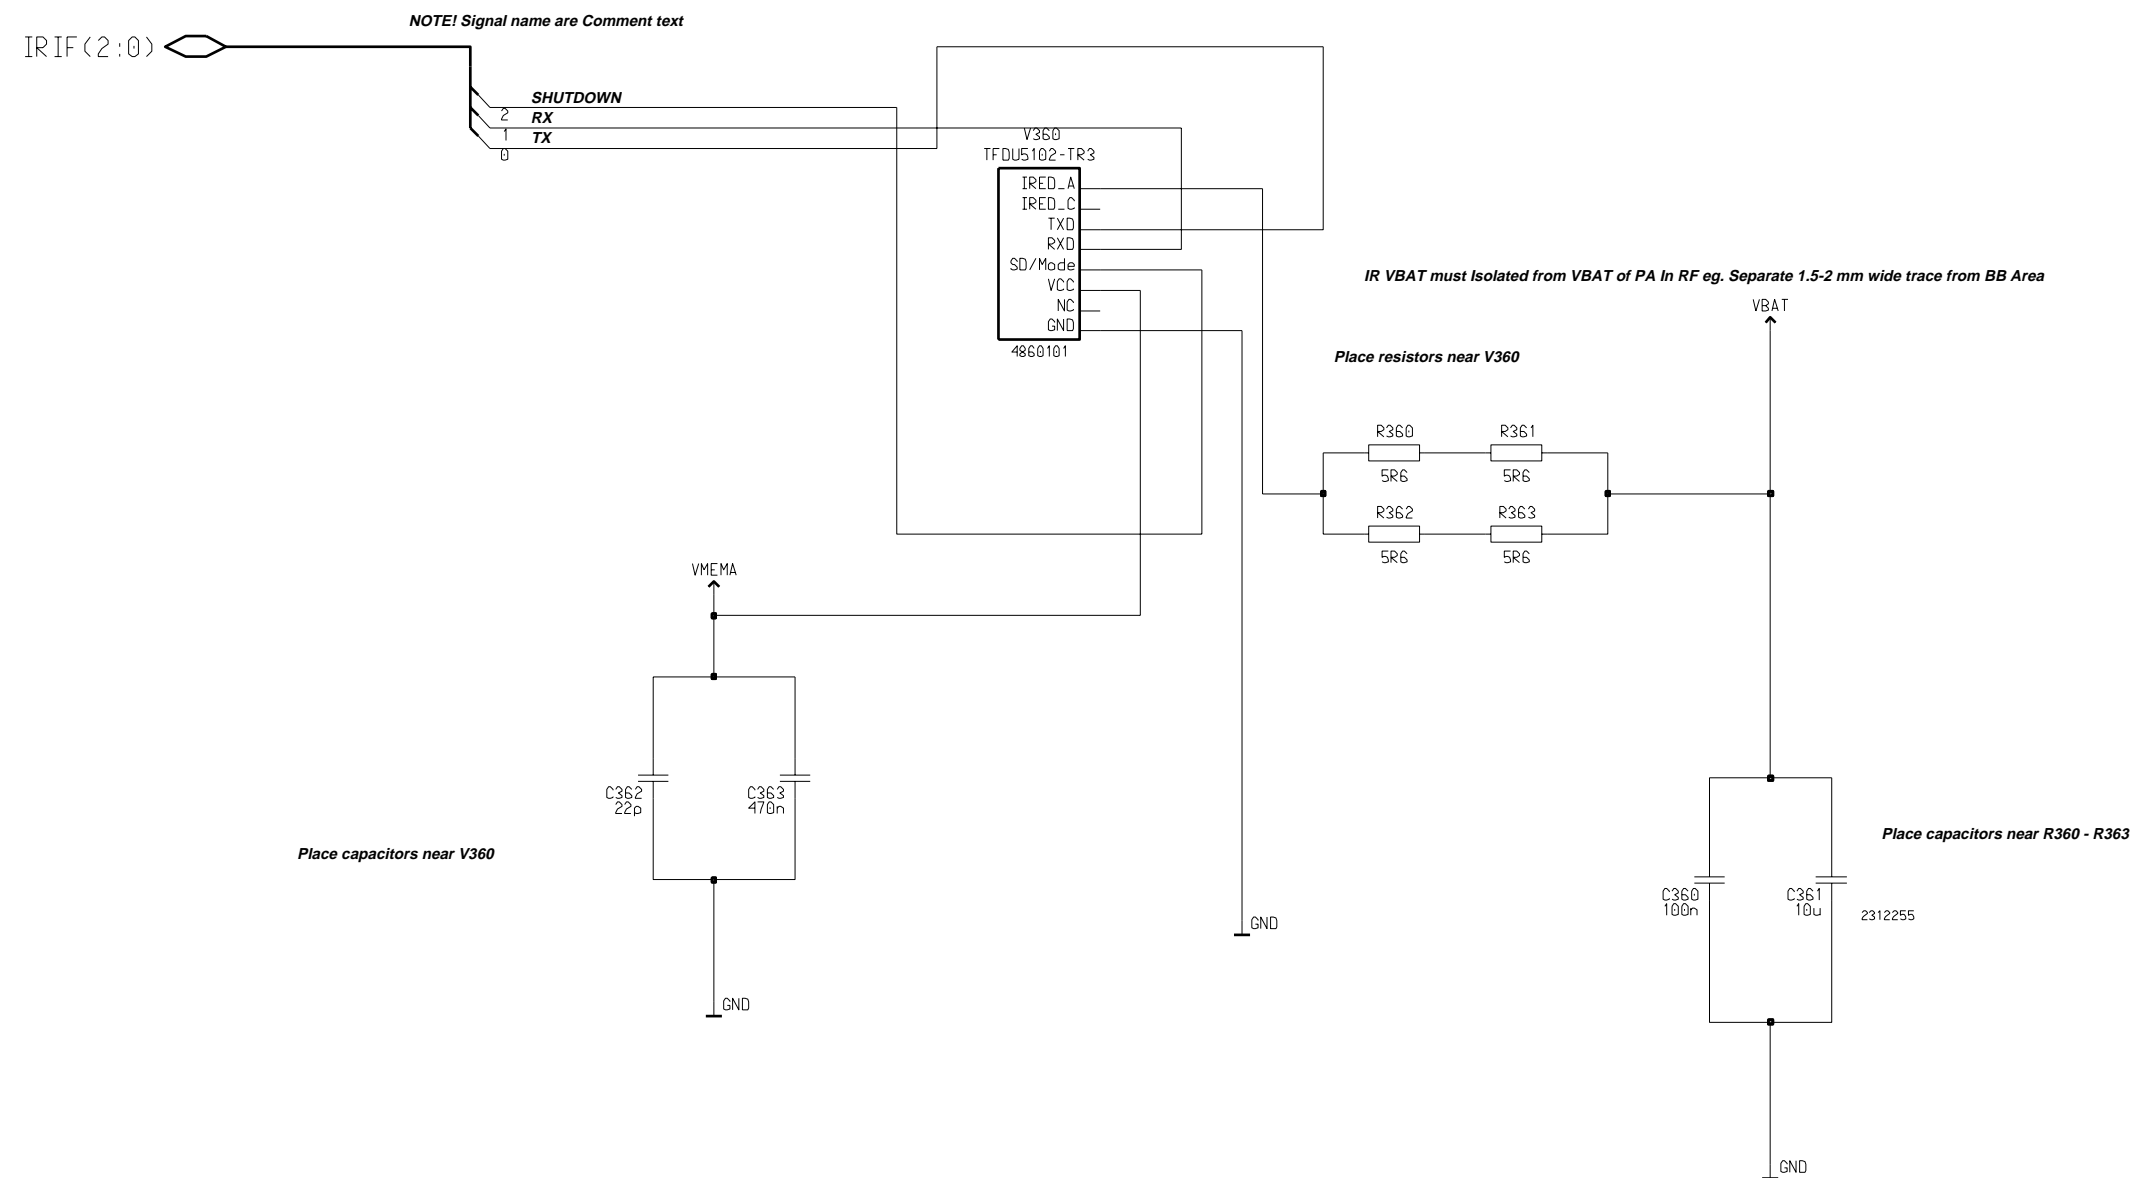 NOTE! Signal name are Comment text
IRIF(2:0)
SHUTDOWN
2
RX
1
TX
0
V360
TFDU5102-TR3
IRED_A
IRED_C
TXD
RXD
SD/Mode
VCC
NC
GND
4860101
IR VBAT must Isolated from VBAT of PA In RF eg. Separate 1.5-2 mm wide trace from BB Area
VBAT
Place resistors near V360
R360
5R6
R361
5R6
R362
5R6
R363
5R6
VMEMA
C362
22p
C363
470n
Place capacitors near V360
GND
GND
Place capacitors near R360 - R363
C360
100n
C361
10u
2312255
GND